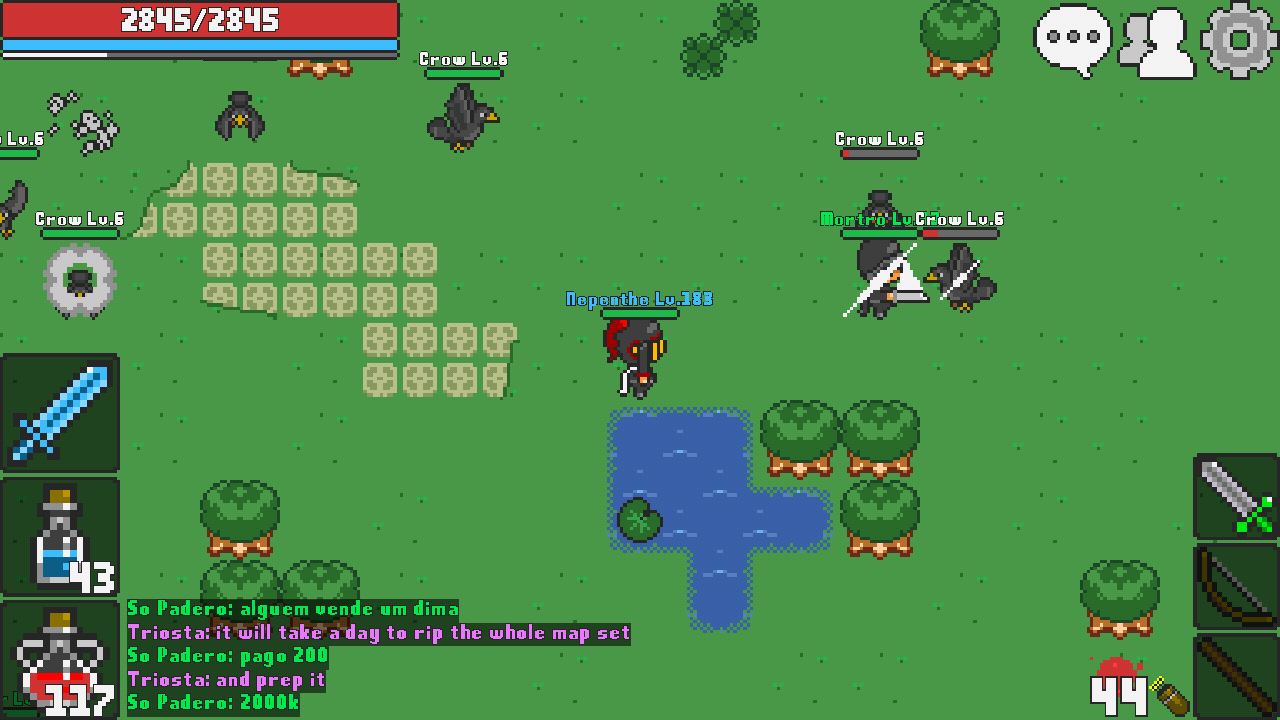 2845/2845
Crow Lv.6
Lv.6
Crow Lv.6
Crow Lv.6
Crow Lv.6
Nepenthe Lv.383
43
117
44
So Padero: alguem vende um dima
Triosta: it will take a day to rip the whole map set
So Padero: pago 200
Triosta: and prep it
So Padero: 2000k